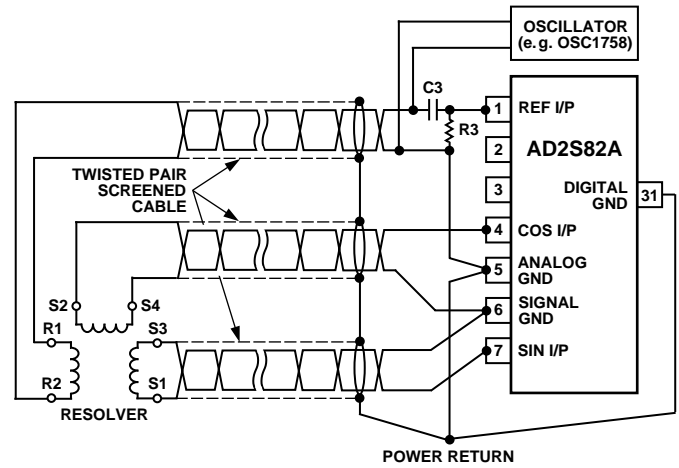 OSCILLATOR
(e.g. OSC1758)
C3
R3
1 REF I/P
2
AD2S82A
3
DIGITAL
GND
31
4 COS I/P
5 ANALOG
GND
6 SIGNAL
GND
7 SIN I/P
TWISTED PAIR
SCREENED
CABLE
S2
S4
R1
S3
R2
S1
RESOLVER
POWER RETURN